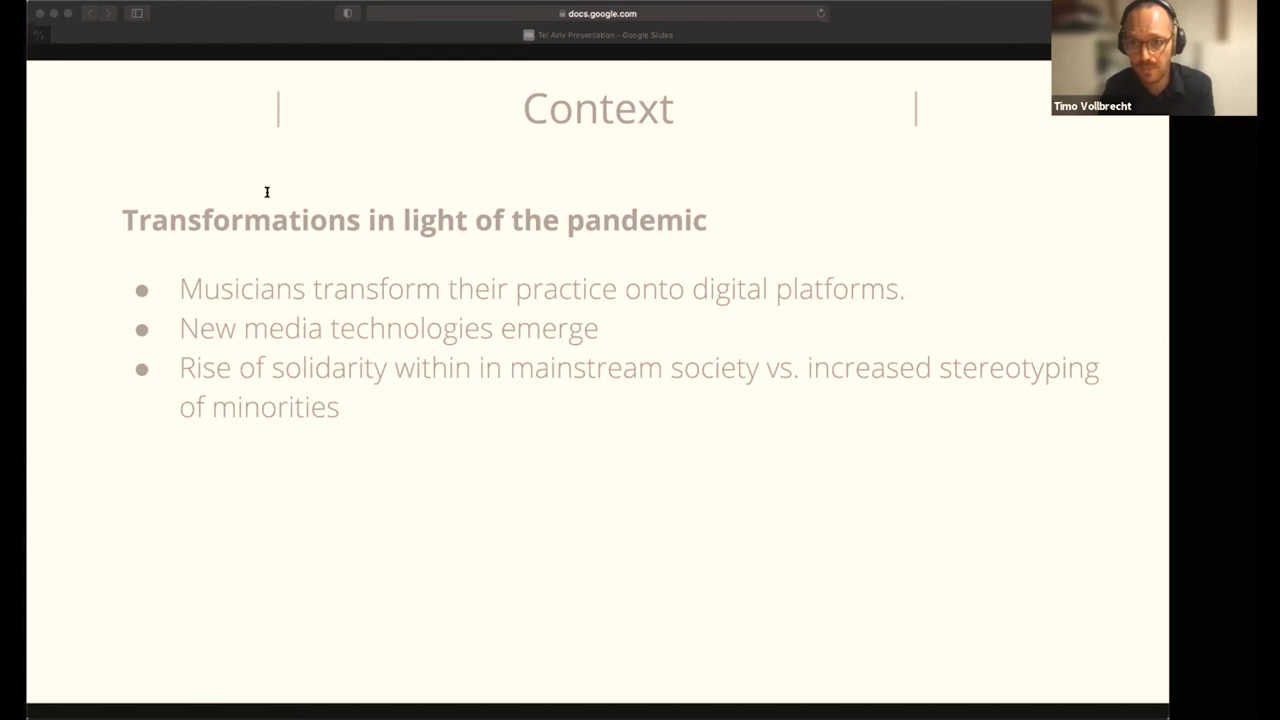 docs.google.com
Tel Aviv Presentation - Google Slides
Context
Timo Vollbrecht
Transformations in light of the pandemic
● Musicians transform their practice onto digital platforms.
● New media technologies emerge
● Rise of solidarity within in mainstream society vs. increased stereotyping
of minorities